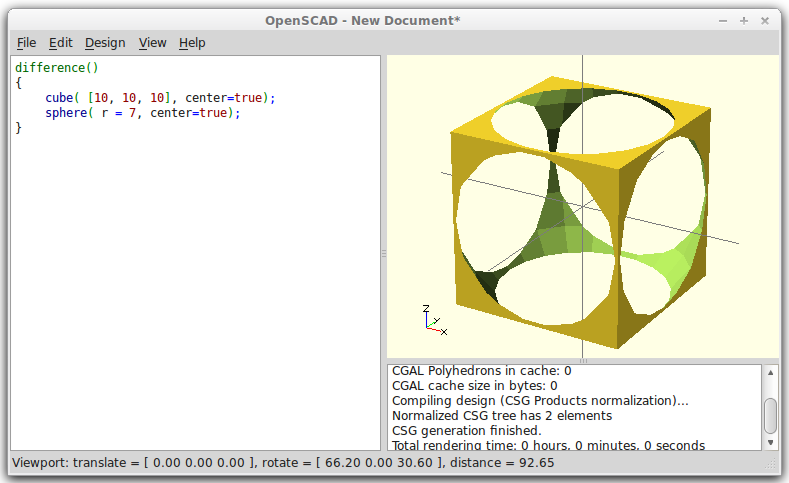 OpenSCAD - New Document*
File Edit Design View Help
difference()
{
    cube( [10, 10, 10], center=true);
    sphere( r = 7, center=true);
}
Z
Y
X
CGAL Polyhedrons in cache: 0
CGAL cache size in bytes: 0
Compiling design (CSG Products normalization)...
Normalized CSG tree has 2 elements
CSG generation finished.
Total rendering time: 0 hours, 0 minutes, 0 seconds
Viewport: translate = [ 0.00 0.00 0.00 ], rotate = [ 66.20 0.00 30.60 ], distance = 92.65